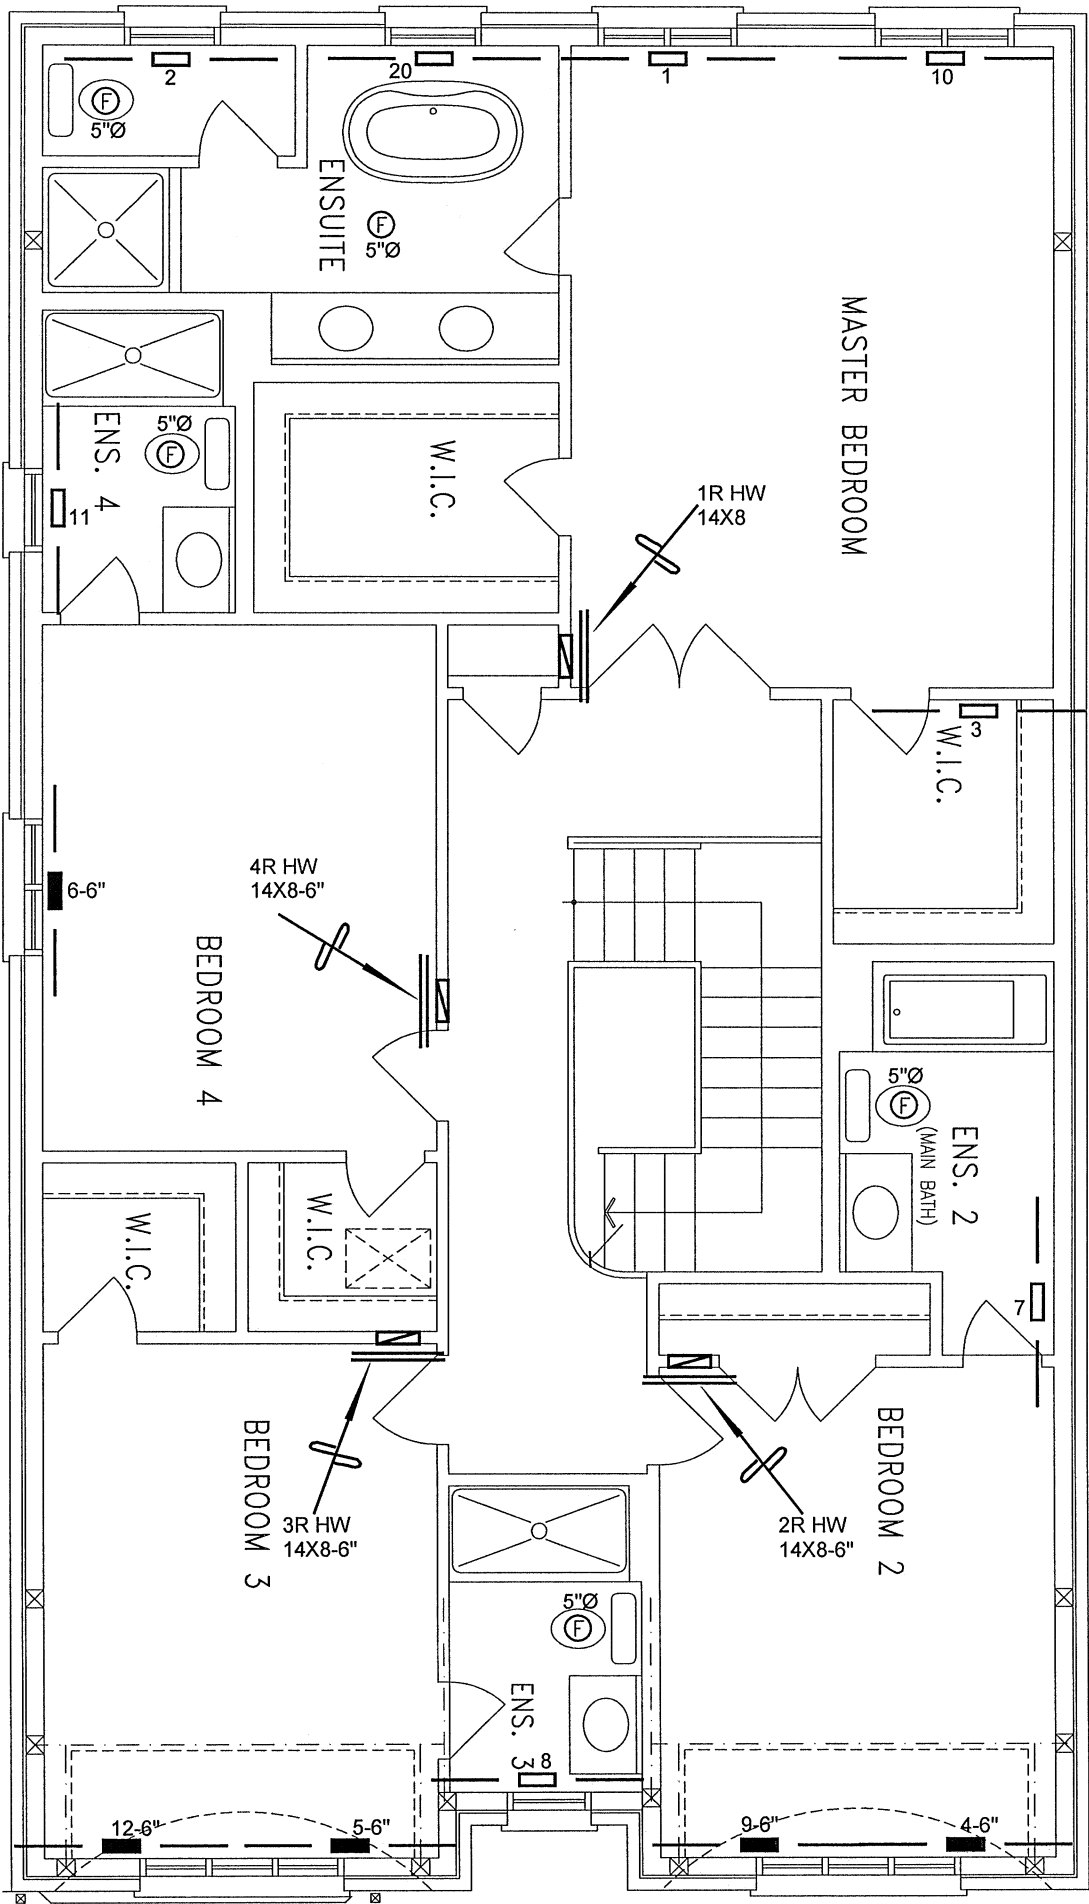 2
20
1
10
F
5"Ø
ENSUITE
F
5"Ø
MASTER BEDROOM
ENS. 4
5"Ø
F
W.I.C.
11
1R HW
14X8
3
W.I.C.
4R HW
14X8-6"
6-6"
BEDROOM 4
5"Ø
F
ENS. 2
(MAIN BATH)
W.I.C.
W.I.C.
7
BEDROOM 3
BEDROOM 2
3R HW
14X8-6"
2R HW
14X8-6"
5"Ø
F
ENS. 3
8
12-6"
5-6"
9-6"
4-6"